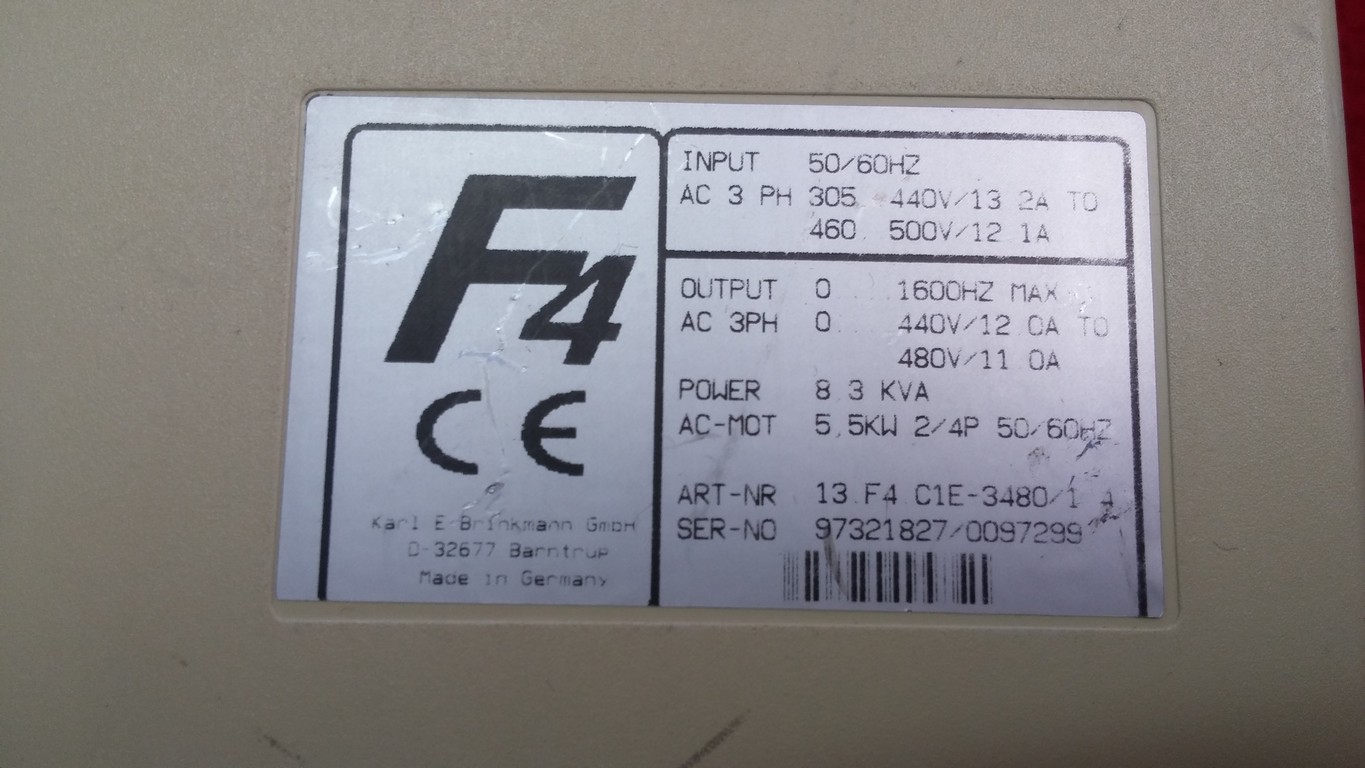 F4
CE
Karl E Brinkmann GmbH
D-32677 Barntrup
Made in Germany
INPUT 50/60HZ
AC 3 PH 305 440V/13 2A TO
460 500V/12 1A
OUTPUT 0 1600HZ MAX
AC 3PH 0 440V/12 0A TO
480V/11 0A
POWER 8 3 KVA
AC-MOT 5,5KW 2/4P 50/60HZ
ART-NR 13.F4 C1E-3480/1 A
SER-NO 97321827/0097299